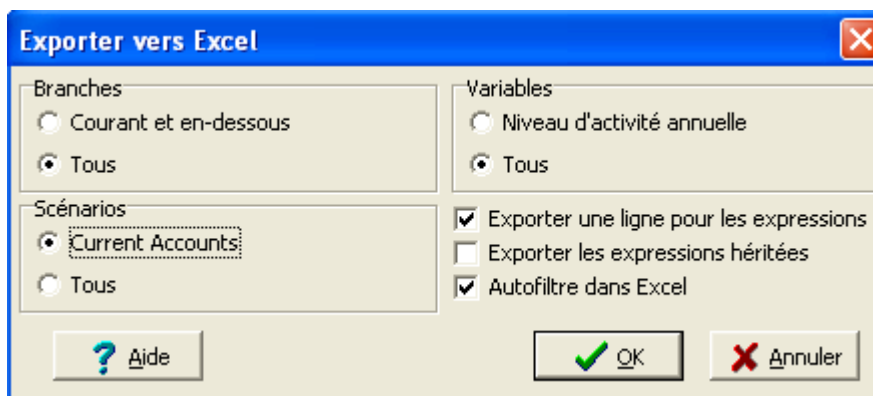 Exporter vers Excel
Branches
Courant et en-dessous
Tous
Variables
Niveau d'activité annuelle
Tous
Scénarios
Current Accounts
Tous
Exporter une ligne pour les expressions
Exporter les expressions héritées
Autofiltre dans Excel
Aide
OK
Annuler